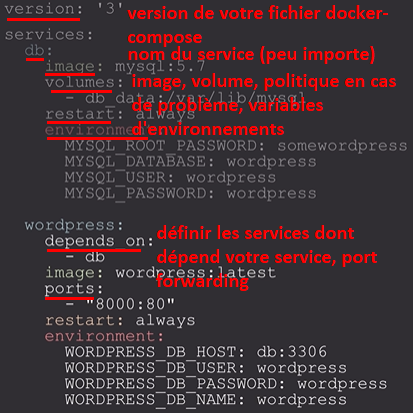 version: '3' version de votre fichier docker-
compose
services:
db: nom du service (peu importe)
image: mysql:5.7
volumes: image, volume, politique en cas
- db_data:/var/lib/mysql
de problème, variables
restart: always
environment: d'environnements
MYSQL_ROOT_PASSWORD: somewordpress
MYSQL_DATABASE: wordpress
MYSQL_USER: wordpress
MYSQL_PASSWORD: wordpress
wordpress:
depends_on: définir les services dont
- db dépend votre service, port
image: wordpress:latest
ports: forwarding
- "8000:80"
restart: always
environment:
WORDPRESS_DB_HOST: db:3306
WORDPRESS_DB_USER: wordpress
WORDPRESS_DB_PASSWORD: wordpress
WORDPRESS_DB_NAME: wordpress